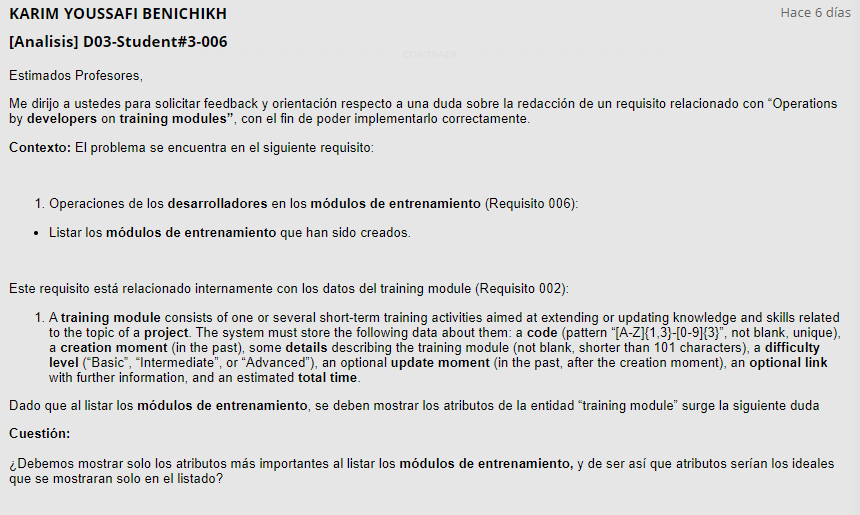 KARIM YOUSSAFI BENICHIKH
Hace 6 días
[Analisis] D03-Student#3-006
Estimados Profesores,
Me dirijo a ustedes para solicitar feedback y orientación respecto a una duda sobre la redacción de un requisito relacionado con “Operations
by developers on training modules”, con el fin de poder implementarlo correctamente.
Contexto: El problema se encuentra en el siguiente requisito:
1. Operaciones de los desarrolladores en los módulos de entrenamiento (Requisito 006):
• Listar los módulos de entrenamiento que han sido creados.
Este requisito está relacionado internamente con los datos del training module (Requisito 002):
1. A training module consists of one or several short-term training activities aimed at extending or updating knowledge and skills related
to the topic of a project. The system must store the following data about them: a code (pattern “[A-Z]{1,3}-[0-9]{3}”, not blank, unique),
a creation moment (in the past), some details describing the training module (not blank, shorter than 101 characters), a difficulty
level (“Basic”, “Intermediate”, or “Advanced”), an optional update moment (in the past, after the creation moment), an optional link
with further information, and an estimated total time.
Dado que al listar los módulos de entrenamiento, se deben mostrar los atributos de la entidad “training module” surge la siguiente duda
Cuestión:
¿Debemos mostrar solo los atributos más importantes al listar los módulos de entrenamiento, y de ser así que atributos serían los ideales
que se mostraran solo en el listado?